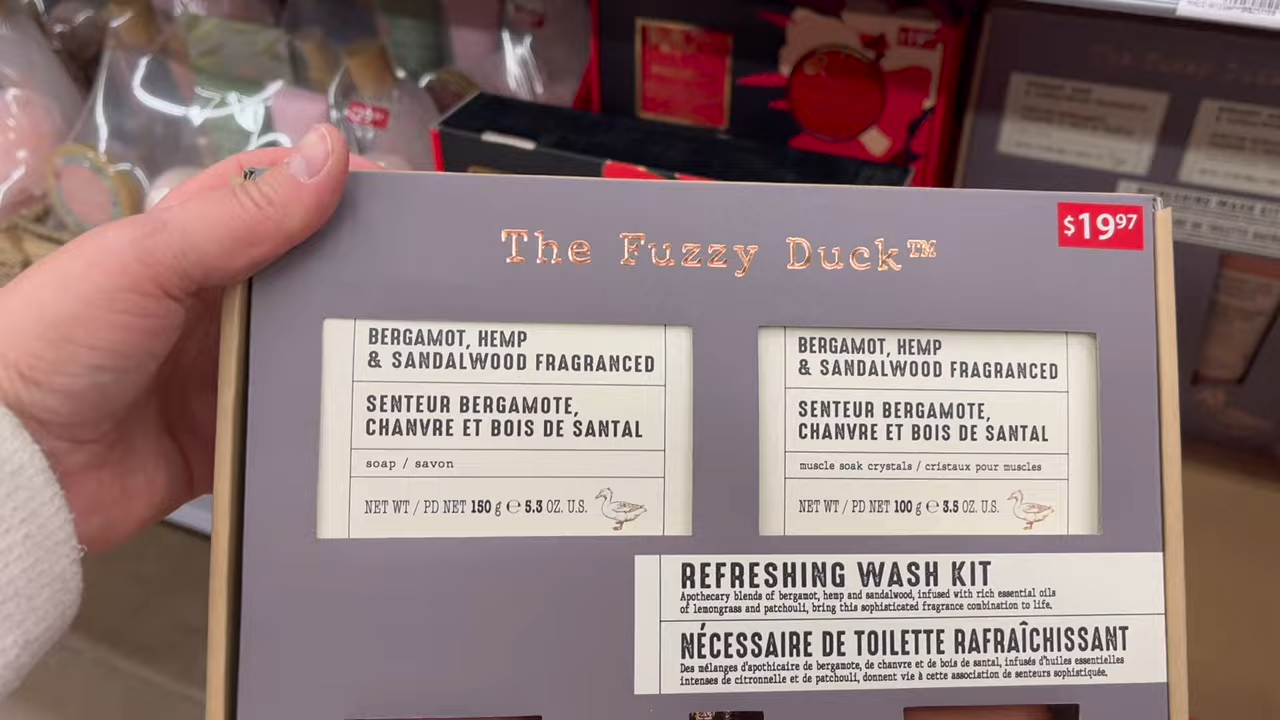 The Fuzzy Duck™
$19⁹⁷
BERGAMOT, HEMP
& SANDALWOOD FRAGRANCED
SENTEUR BERGAMOTE,
CHANVRE ET BOIS DE SANTAL
soap / savon
NET WT / PD NET 150 g ℮ 5.3 OZ. U.S.
BERGAMOT, HEMP
& SANDALWOOD FRAGRANCED
SENTEUR BERGAMOTE,
CHANVRE ET BOIS DE SANTAL
muscle soak crystals / cristaux pour muscles
NET WT / PD NET 100 g ℮ 3.5 OZ. U.S.
REFRESHING WASH KIT
Apothecary blends of bergamot, hemp and sandalwood, infused with rich essential oils
of lemongrass and patchouli, bring this sophisticated fragrance combination to life.
NÉCESSAIRE DE TOILETTE RAFRAÎCHISSANT
Des mélanges d'apothicaire de bergamote, de chanvre et de bois de santal, infusés d'huiles essentielles
intenses de citronnelle et de patchouli, donnent vie à cette association de senteurs sophistiquée.